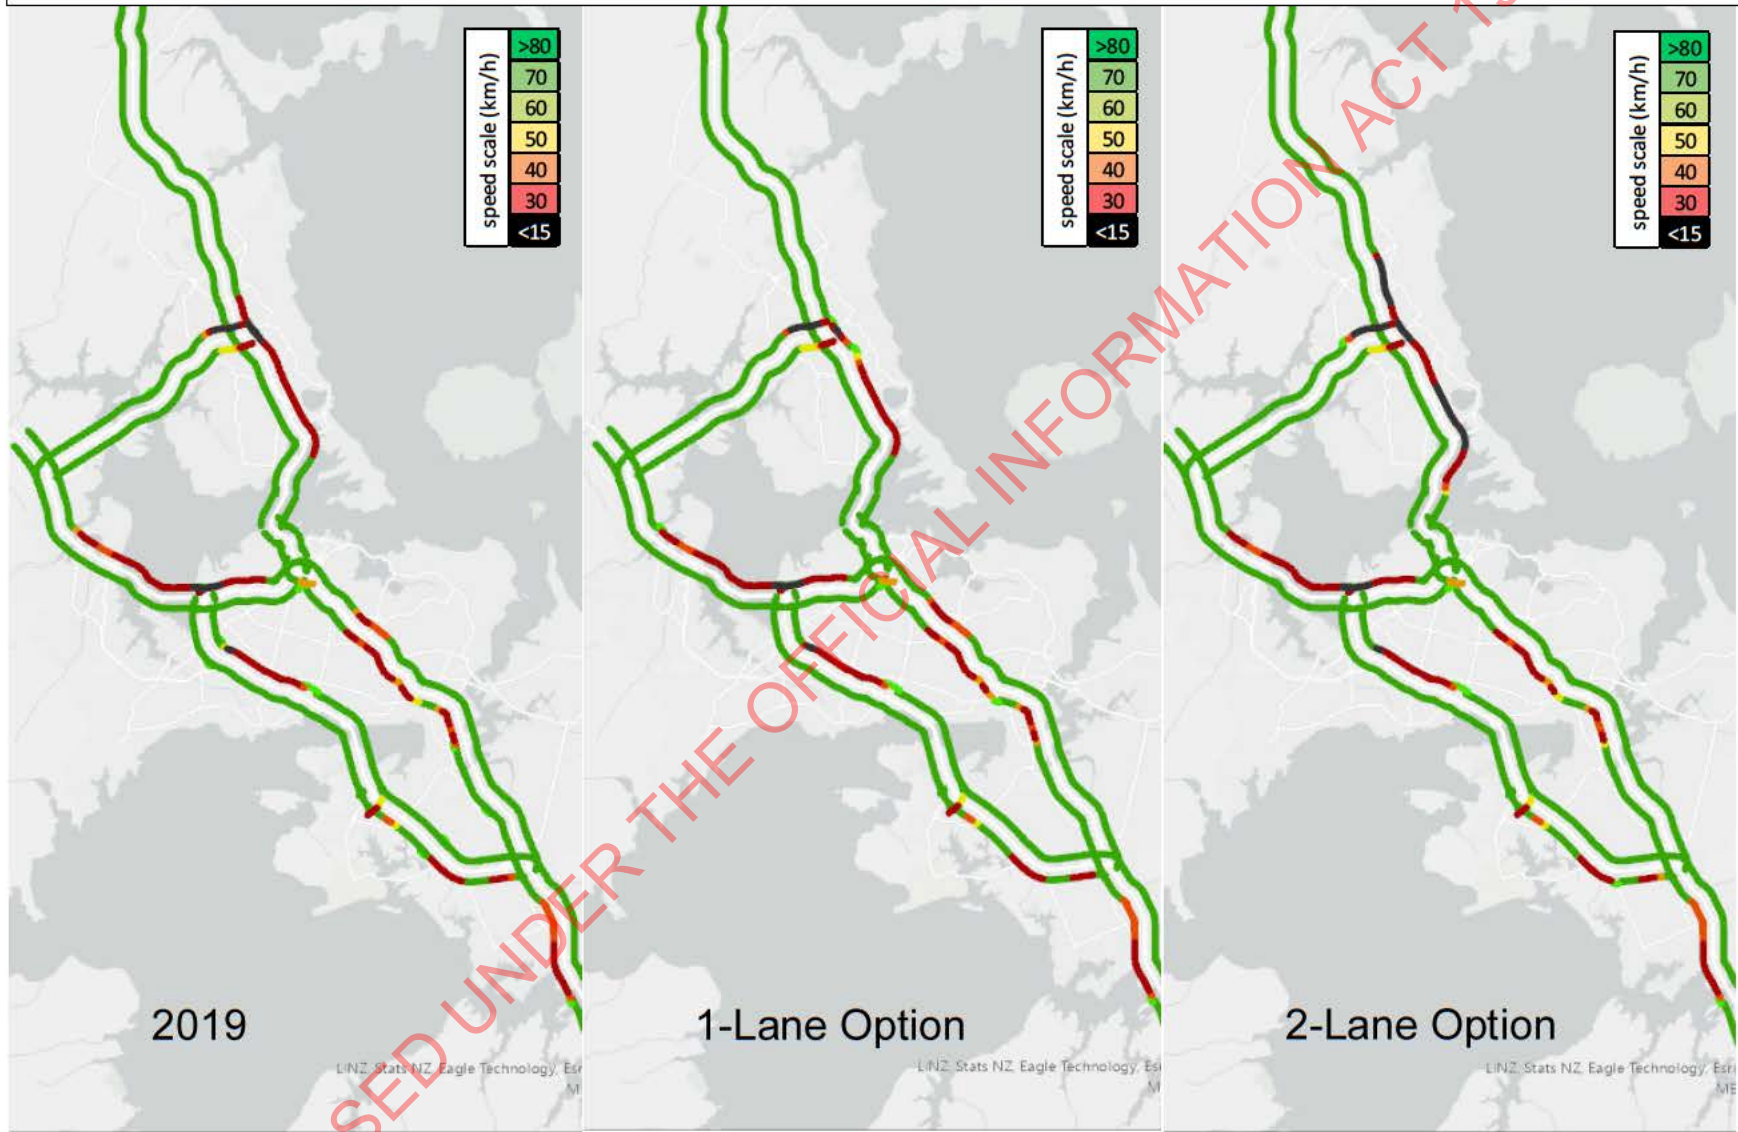 speed scale (km/h)
>80
70
60
50
40
30
<15
speed scale (km/h)
>80
70
60
50
40
30
<15
speed scale (km/h)
>80
70
60
50
40
30
<15
SED UNDER THE OFFICIAL INFORMATION ACT
2019
1-Lane Option
2-Lane Option
LINZ, Stats NZ, Eagle Technology, Esri
LINZ, Stats NZ, Eagle Technology, Es
LINZ, Stats NZ, Eagle Technology, Esri